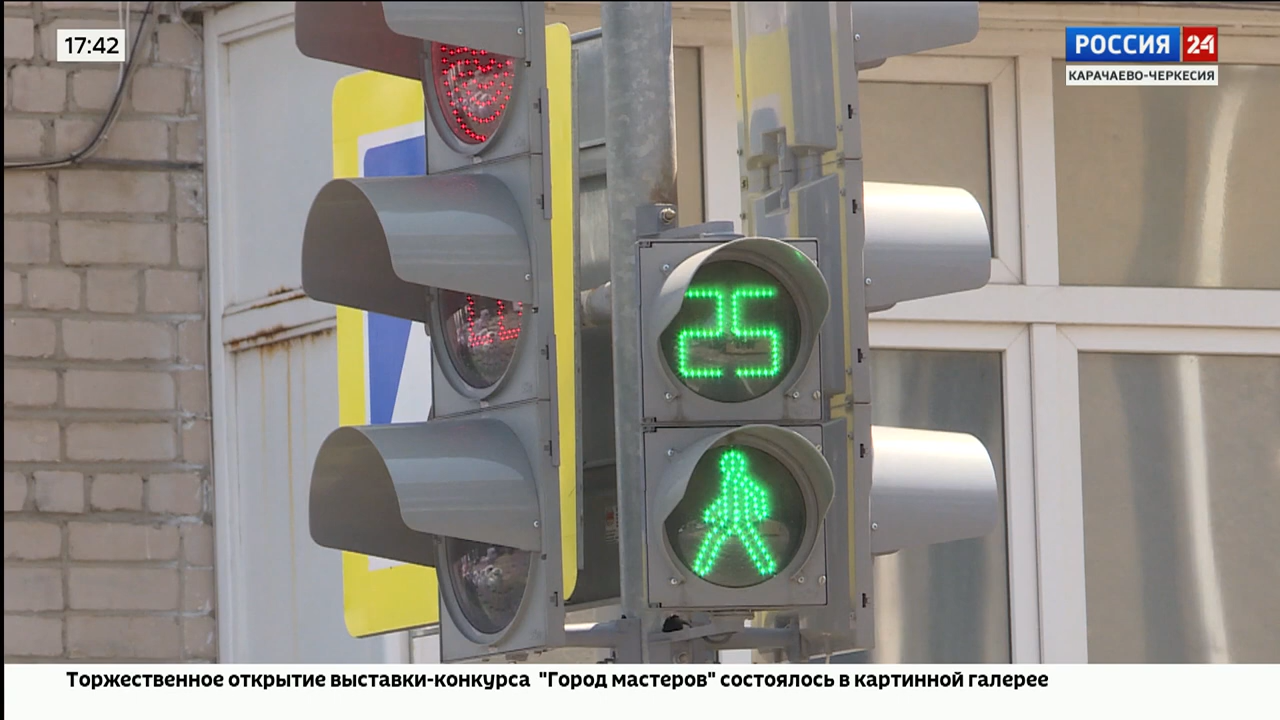 17:42
РОССИЯ 24
КАРАЧАЕВО-ЧЕРКЕСИЯ
25
Торжественное открытие выставки-конкурса "Город мастеров" состоялось в картинной галерее